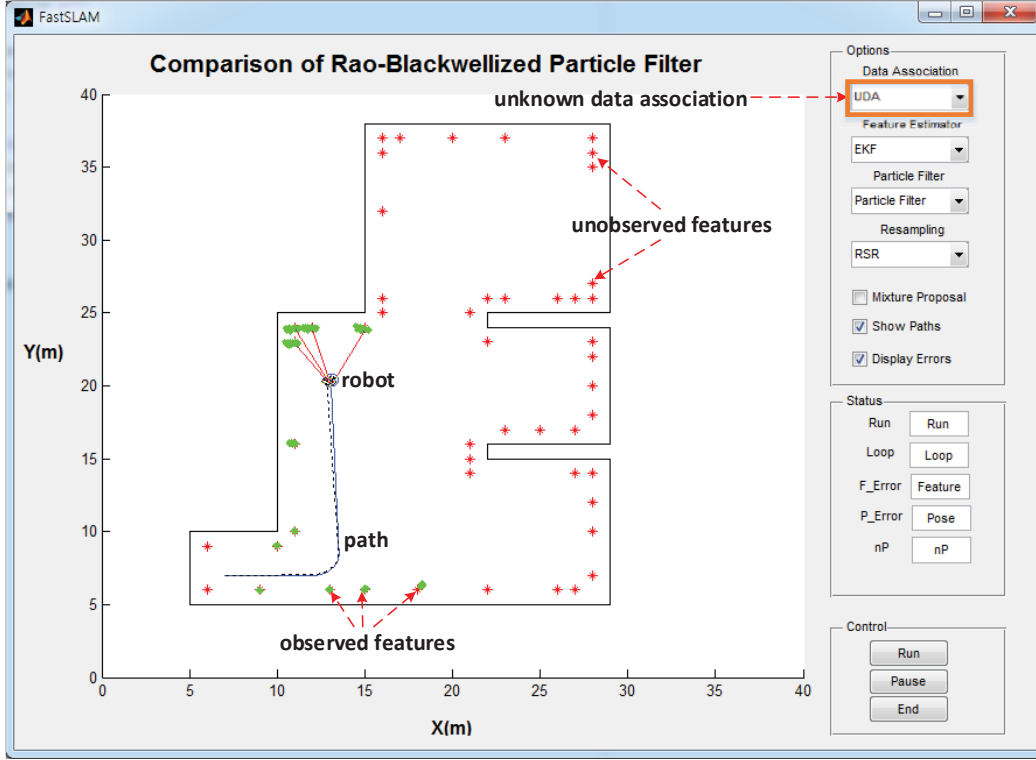 FastSLAM
Comparison of Rao-Blackwellized Particle Filter
unknown data association
unobserved features
robot
path
observed features
Y(m)
40
35
30
25
20
15
10
5
0
0 5 10 15 20 25 30 35 40
X(m)
Options
Data Association
UDA
Feature Estimator
EKF
Particle Filter
Particle Filter
Resampling
RSR
Mixture Proposal
Show Paths
Display Errors
Status
Run Run
Loop Loop
F_Error Feature
P_Error Pose
nP nP
Control
Run
Pause
End